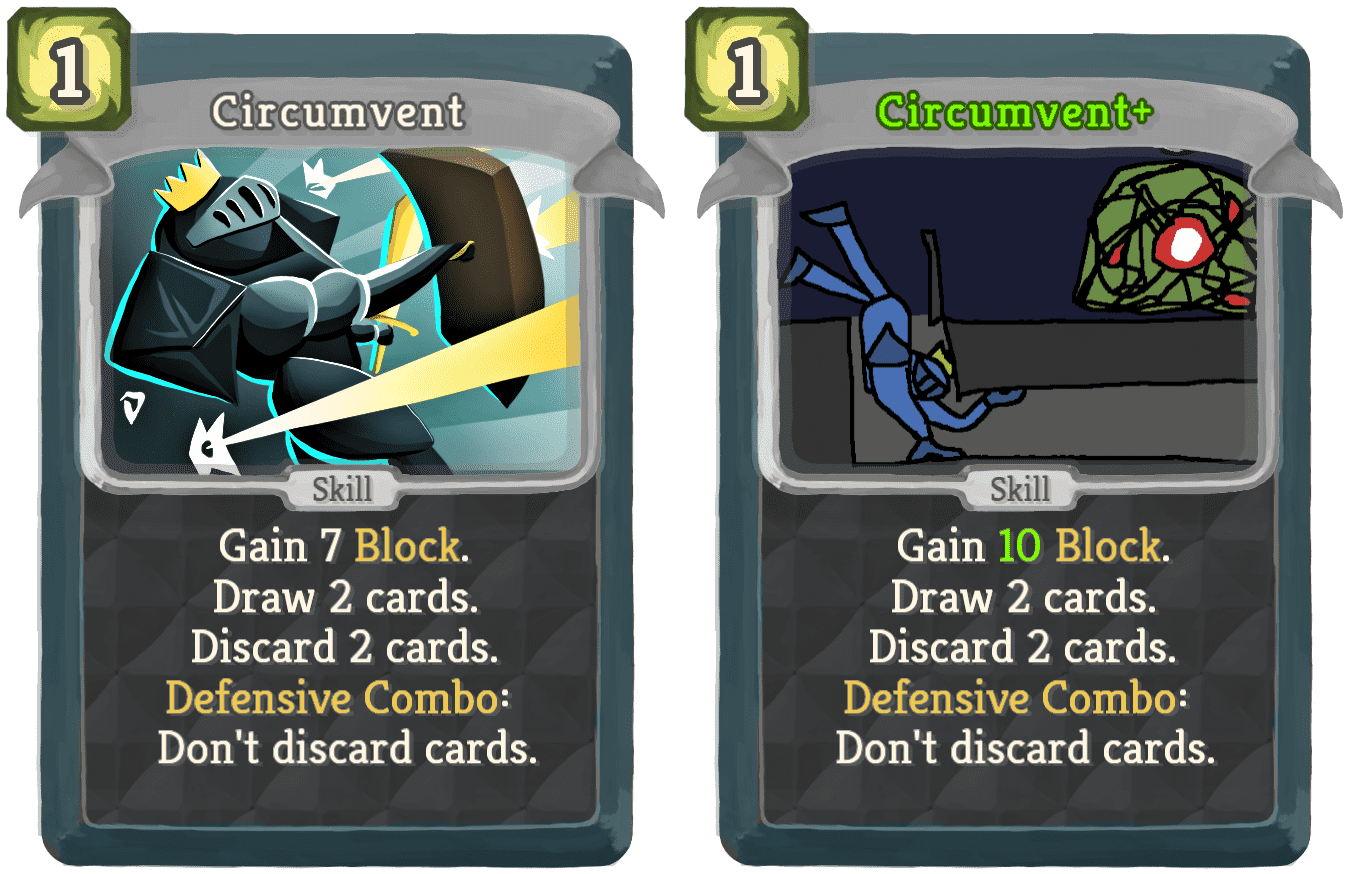 1
Circumvent
Skill
Gain 7 Block.
Draw 2 cards.
Discard 2 cards.
Defensive Combo:
Don't discard cards.
1
Circumvent+
Skill
Gain 10 Block.
Draw 2 cards.
Discard 2 cards.
Defensive Combo:
Don't discard cards.